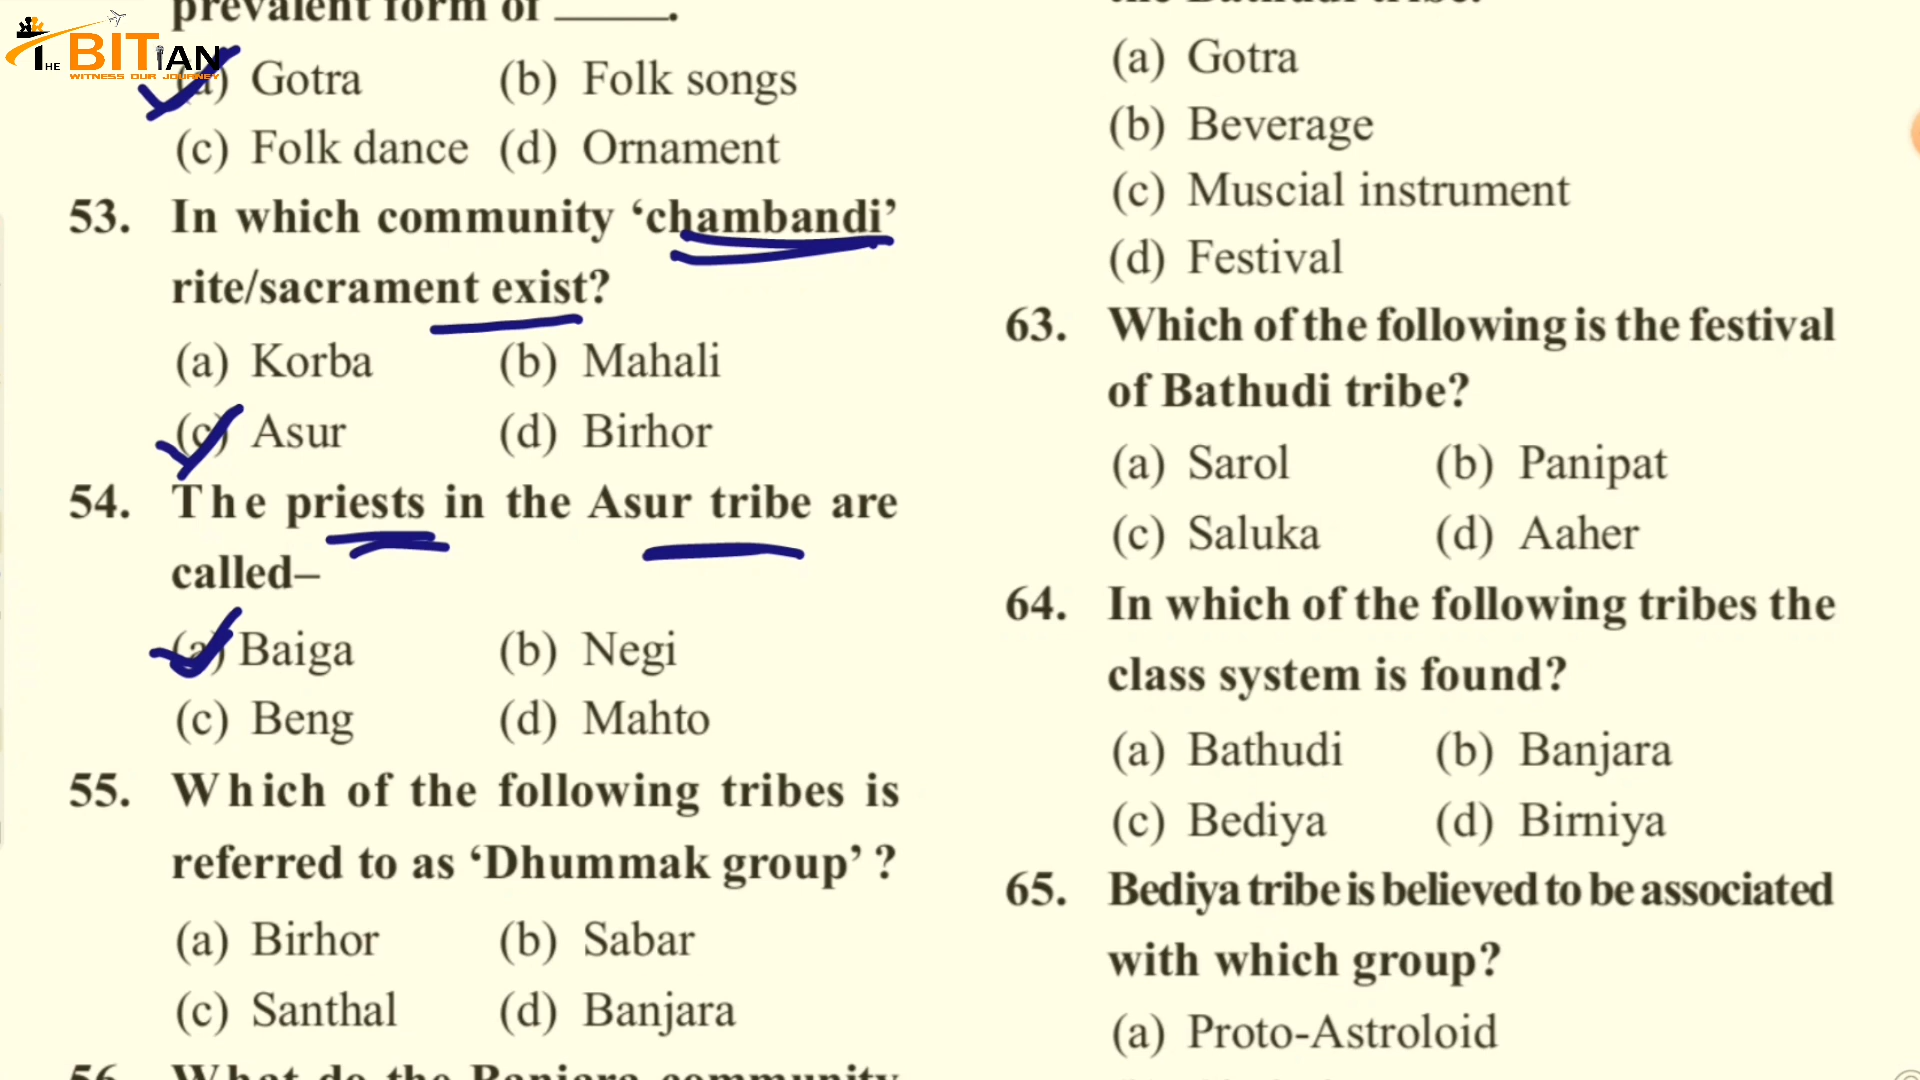 THE BITIAN
WITNESS OUR JOURNEY
prevalent form of _____.
(a) Gotra (b) Folk songs
(c) Folk dance (d) Ornament
53. In which community ‘chambandi’
rite/sacrament exist?
(a) Korba (b) Mahali
(c) Asur (d) Birhor
54. The priests in the Asur tribe are
called–
(a) Baiga (b) Negi
(c) Beng (d) Mahto
55. Which of the following tribes is
referred to as ‘Dhummak group’ ?
(a) Birhor (b) Sabar
(c) Santhal (d) Banjara
56. What do the Banjara community
the Bathudi tribe.
(a) Gotra
(b) Beverage
(c) Muscial instrument
(d) Festival
63. Which of the following is the festival
of Bathudi tribe?
(a) Sarol (b) Panipat
(c) Saluka (d) Aaher
64. In which of the following tribes the
class system is found?
(a) Bathudi (b) Banjara
(c) Bediya (d) Birniya
65. Bediya tribe is believed to be associated
with which group?
(a) Proto-Astroloid